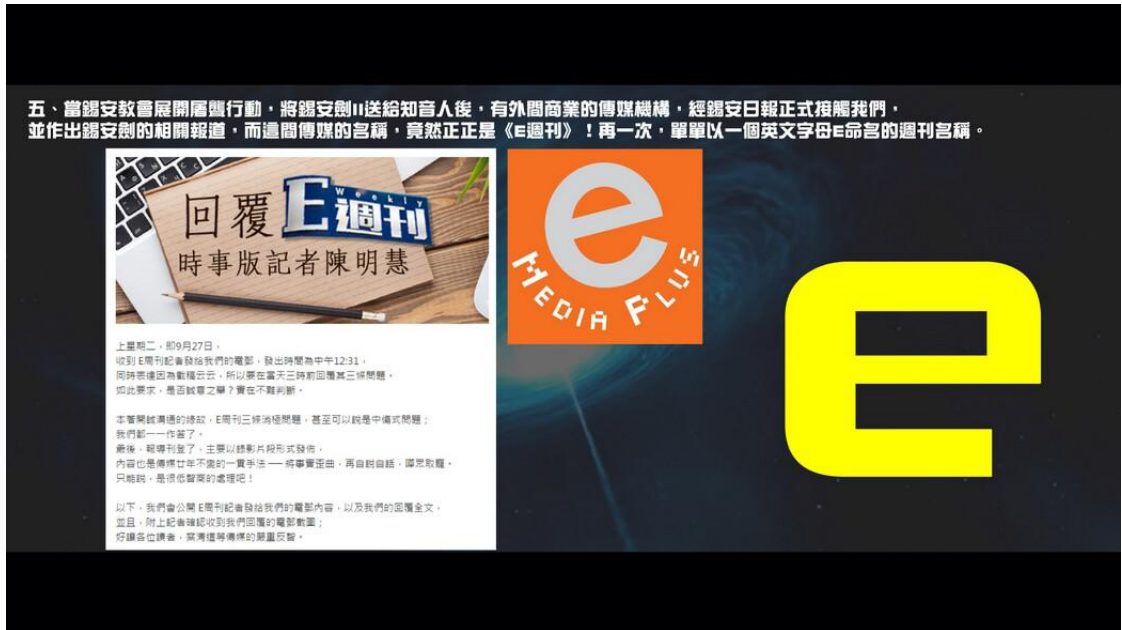 五、當錫安教會展開屠聾行動，將錫安劍II送給知音人後，有外間商業的傳媒機構，經錫安日報正式接觸我們，
並作出錫安劍的相關報道，而這間傳媒的名稱，竟然正正是《E週刊》！再一次，單單以一個英文字母E命名的週刊名稱。
回覆E週刊
Weekly
時事版記者陳明慧
上星期二，即9月27日，
收到 E周刊記者發給我們的電郵，發出時間為中午12:31，
同時表達因為截稿云云，所以要在當天三時前回覆其三條問題。
如此要求，是否誠意之舉？實在不難判斷。
本著開誠溝通的緣故，E周刊三條消極問題，甚至可以說是中傷式問題；
我們都一一作答了。
最後，報導刊登了，主要以錄影片段形式發佈，
內容也是傳媒廿年不變的一貫手法 ── 將事實歪曲，再自說自話，嘩眾取寵。
只能說，是很低智商的處理吧！
以下，我們會公開 E周刊記者發給我們的電郵內容，以及我們的回覆全文，
並且，附上記者確認收到我們回覆的電郵截圖；
好讓各位讀者，察清這等傳媒的嚴重反智。
e
MEDIA PLUS
e